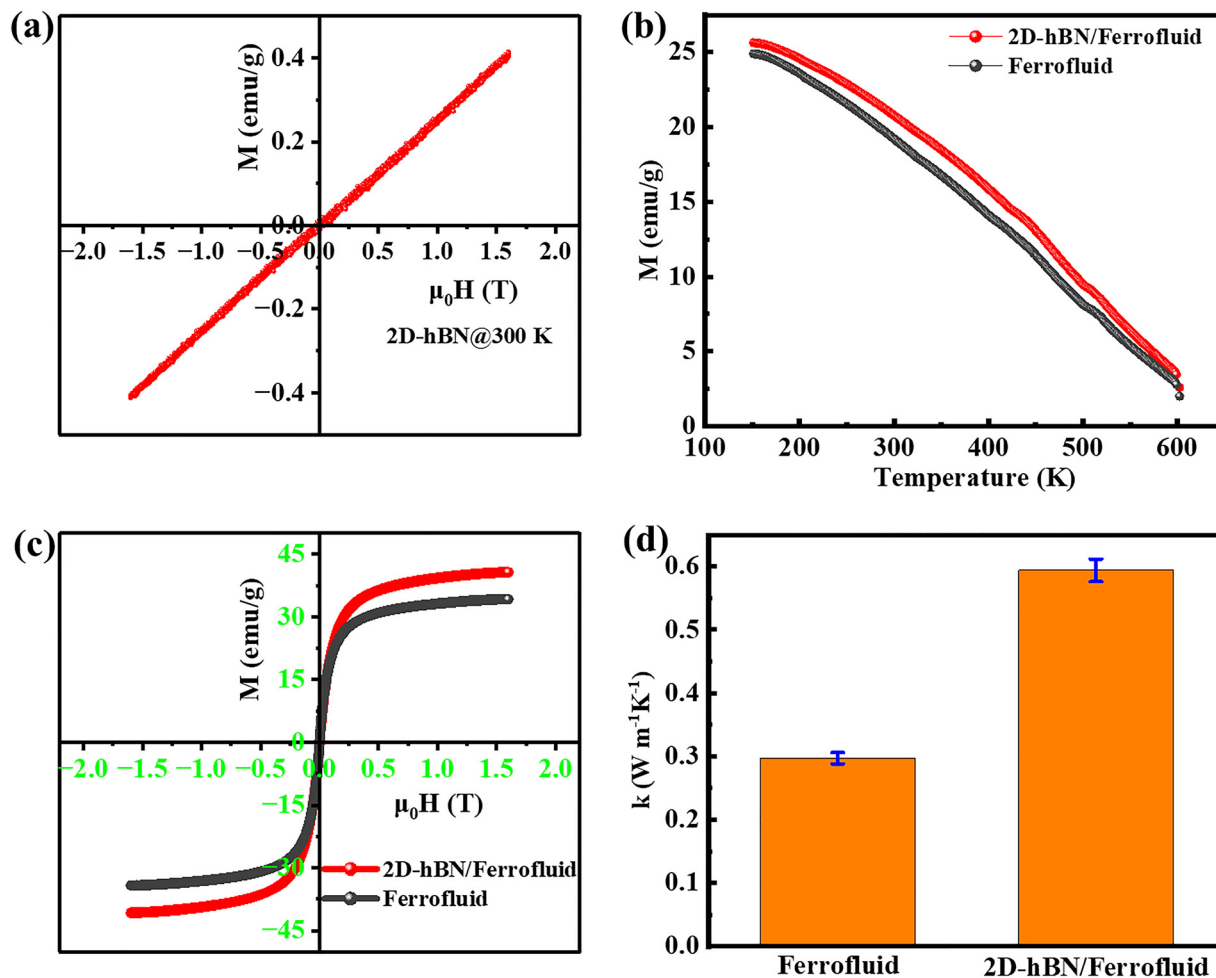 (a)
M (emu/g)
0.4
0.2
0.0
−0.2
−0.4
−2.0 −1.5 −1.0 −0.5 0.0 0.5 1.0 1.5 2.0
μ₀H (T)
2D-hBN@300 K
(b)
2D-hBN/Ferrofluid
Ferrofluid
M (emu/g)
25
20
15
10
5
0
100 200 300 400 500 600
Temperature (K)
(c)
M (emu/g)
45
30
15
0
−15
−30
−45
−2.0 −1.5 −1.0 −0.5 0.0 0.5 1.0 1.5 2.0
μ₀H (T)
2D-hBN/Ferrofluid
Ferrofluid
(d)
k (W m⁻¹K⁻¹)
0.6
0.5
0.4
0.3
0.2
0.1
0.0
Ferrofluid 2D-hBN/Ferrofluid